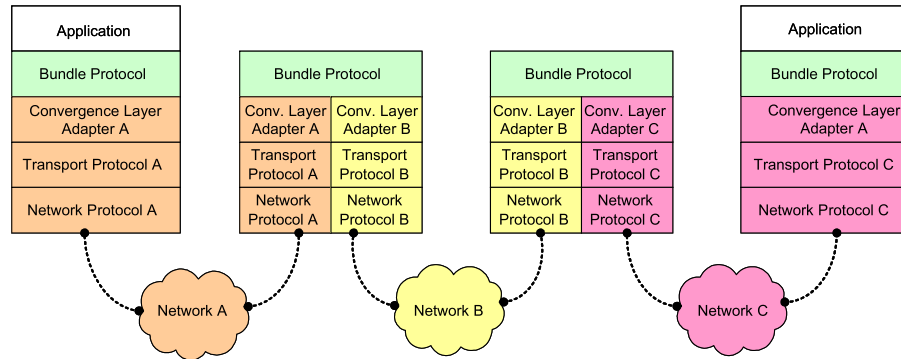 Application
Bundle Protocol
Convergence Layer
Adapter A
Transport Protocol A
Network Protocol A
Bundle Protocol
Conv. Layer
Adapter A
Conv. Layer
Adapter B
Transport
Protocol A
Transport
Protocol B
Network
Protocol A
Network
Protocol B
Bundle Protocol
Conv. Layer
Adapter B
Conv. Layer
Adapter C
Transport
Protocol B
Transport
Protocol C
Network
Protocol B
Network
Protocol C
Application
Bundle Protocol
Convergence Layer
Adapter A
Transport Protocol C
Network Protocol C
Network A
Network B
Network C